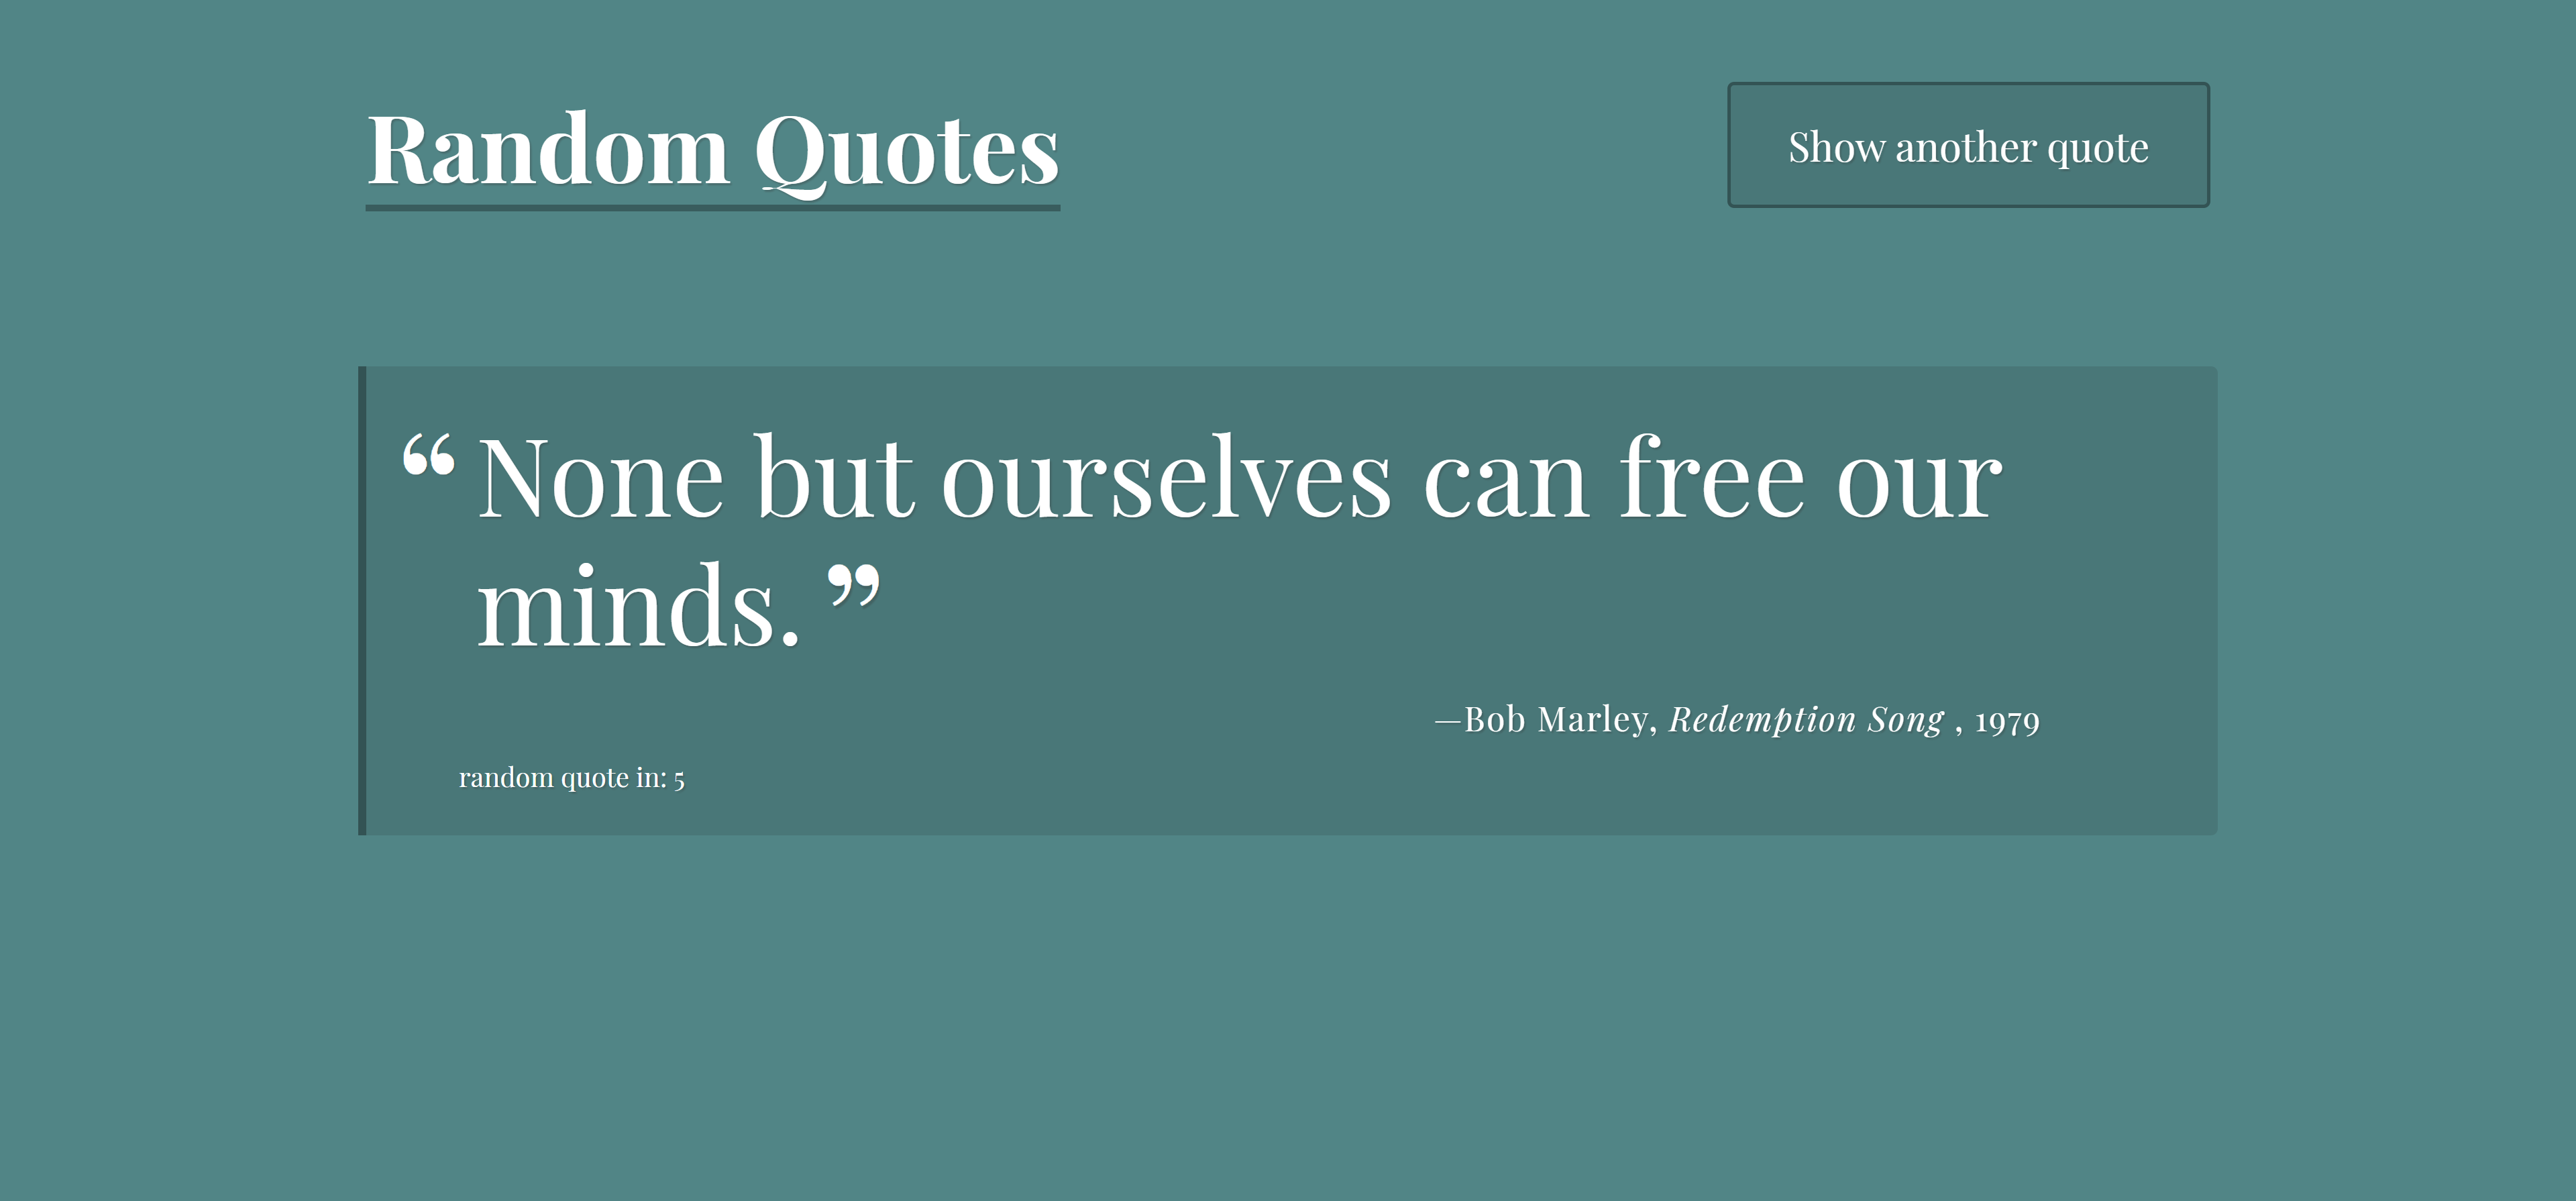 Random Quotes
Show another quote
“ None but ourselves can free our
minds. ”
—Bob Marley, Redemption Song , 1979
random quote in: 5